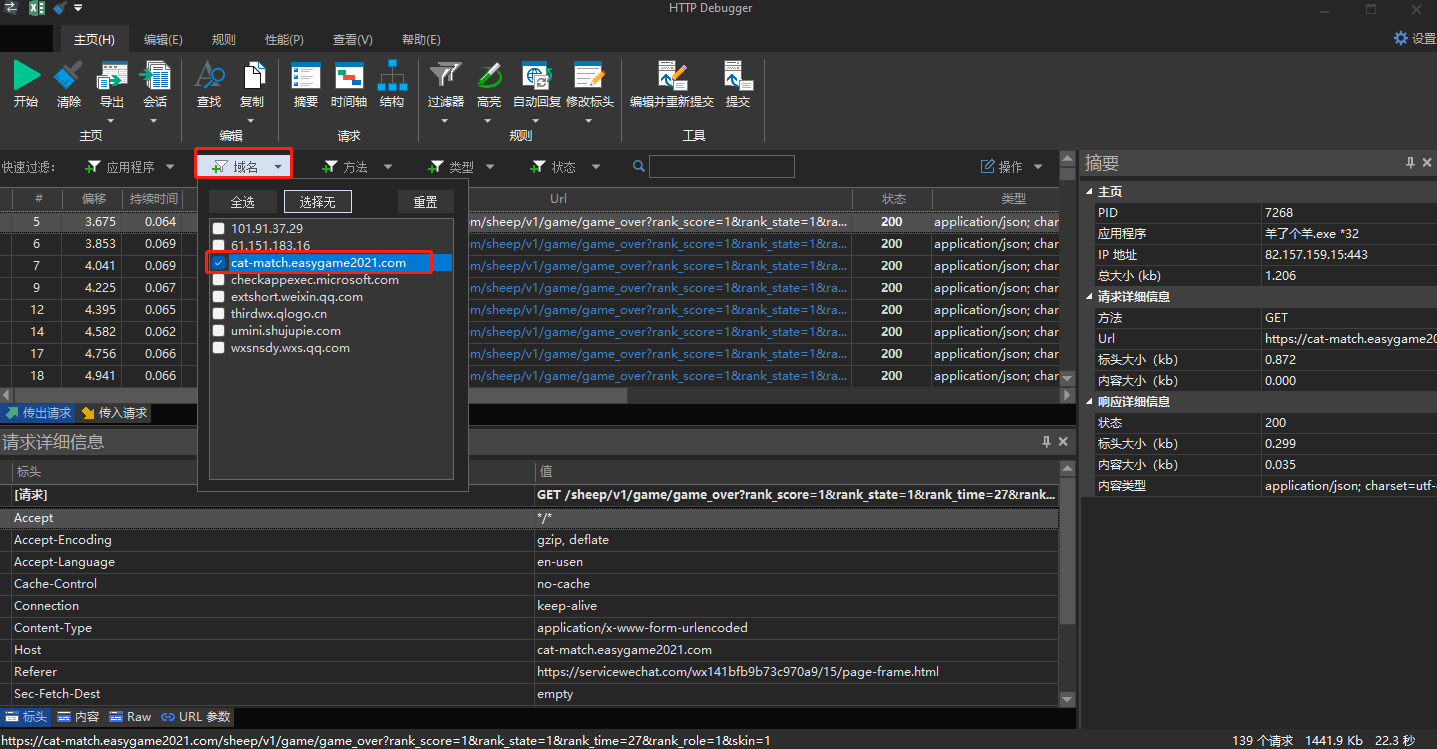 HTTP Debugger
主页(H) 编辑(E) 规则 性能(P) 查看(V) 帮助(E) 设置
开始 清除 导出 会话 查找 复制 摘要 时间轴 结构 过滤器 高亮 自动回复 修改标头 编辑并重新提交 提交
主页 编辑 请求 规则 工具
快速过滤: 应用程序 域名 方法 类型 状态 操作
# 偏移 持续时间 Url 状态 类型
全选 选择无 重置
101.91.37.29
61.151.183.16
cat-match.easygame2021.com
checkappexec.microsoft.com
extshort.weixin.qq.com
thirdwx.qlogo.cn
umini.shujupie.com
wxsnsdy.wxs.qq.com
5 3.675 0.064 m/sheep/v1/game/game_over?rank_score=1&rank_state=1&ra... 200 application/json; char
6 3.853 0.069 m/sheep/v1/game/game_over?rank_score=1&rank_state=1&ra... 200 application/json; char
7 4.041 0.069 m/sheep/v1/game/game_over?rank_score=1&rank_state=1&ra... 200 application/json; char
9 4.225 0.067 m/sheep/v1/game/game_over?rank_score=1&rank_state=1&ra... 200 application/json; char
12 4.395 0.065 m/sheep/v1/game/game_over?rank_score=1&rank_state=1&ra... 200 application/json; char
14 4.582 0.062 m/sheep/v1/game/game_over?rank_score=1&rank_state=1&ra... 200 application/json; char
17 4.756 0.066 m/sheep/v1/game/game_over?rank_score=1&rank_state=1&ra... 200 application/json; char
18 4.941 0.066 m/sheep/v1/game/game_over?rank_score=1&rank_state=1&ra... 200 application/json; char
传出请求 传入请求
请求详细信息
标头 值
[请求] GET /sheep/v1/game/game_over?rank_score=1&rank_state=1&rank_time=27&rank...
Accept */*
Accept-Encoding gzip, deflate
Accept-Language en-usen
Cache-Control no-cache
Connection keep-alive
Content-Type application/x-www-form-urlencoded
Host cat-match.easygame2021.com
Referer https://servicewechat.com/wx141bfb9b73c970a9/15/page-frame.html
Sec-Fetch-Dest empty
标头 内容 Raw URL 参数
摘要
主页
PID 7268
应用程序 羊了个羊.exe *32
IP 地址 82.157.159.15:443
总大小 (kb) 1.206
请求详细信息
方法 GET
Url https://cat-match.easygame20
标头大小 (kb) 0.872
内容大小 (kb) 0.000
响应详细信息
状态 200
标头大小 (kb) 0.299
内容大小 (kb) 0.035
内容类型 application/json; charset=utf-
https://cat-match.easygame2021.com/sheep/v1/game/game_over?rank_score=1&rank_state=1&rank_time=27&rank_role=1&skin=1
139 个请求 1441.9 Kb 22.3 秒